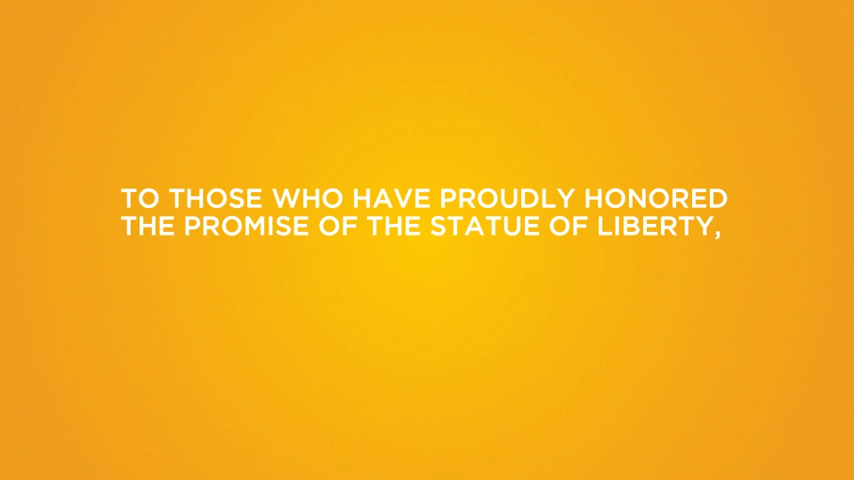 TO THOSE WHO HAVE PROUDLY HONORED
THE PROMISE OF THE STATUE OF LIBERTY,